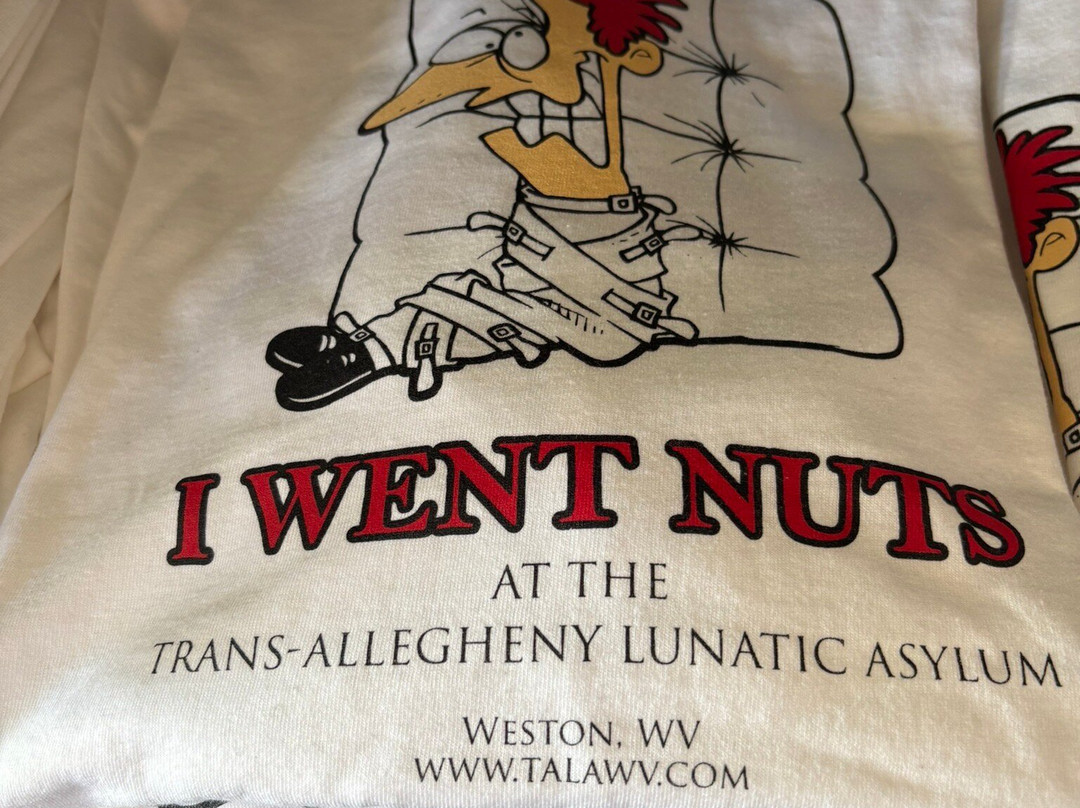 I WENT NUTS
AT THE
TRANS-ALLEGHENY LUNATIC ASYLUM
WESTON, WV
WWW.TALAWV.COM